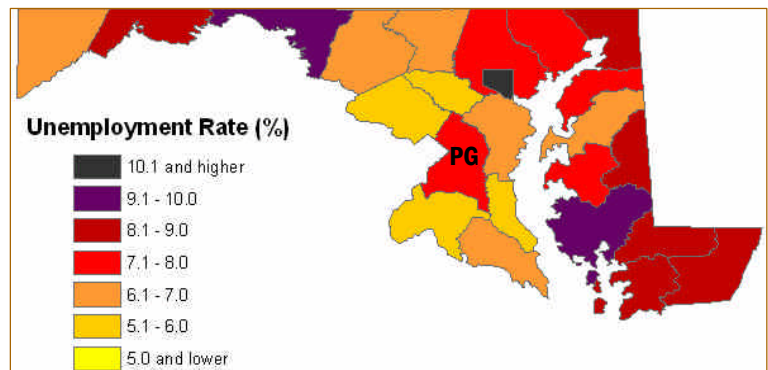 PG
Unemployment Rate (%)
10.1 and higher
9.1 - 10.0
8.1 - 9.0
7.1 - 8.0
6.1 - 7.0
5.1 - 6.0
5.0 and lower